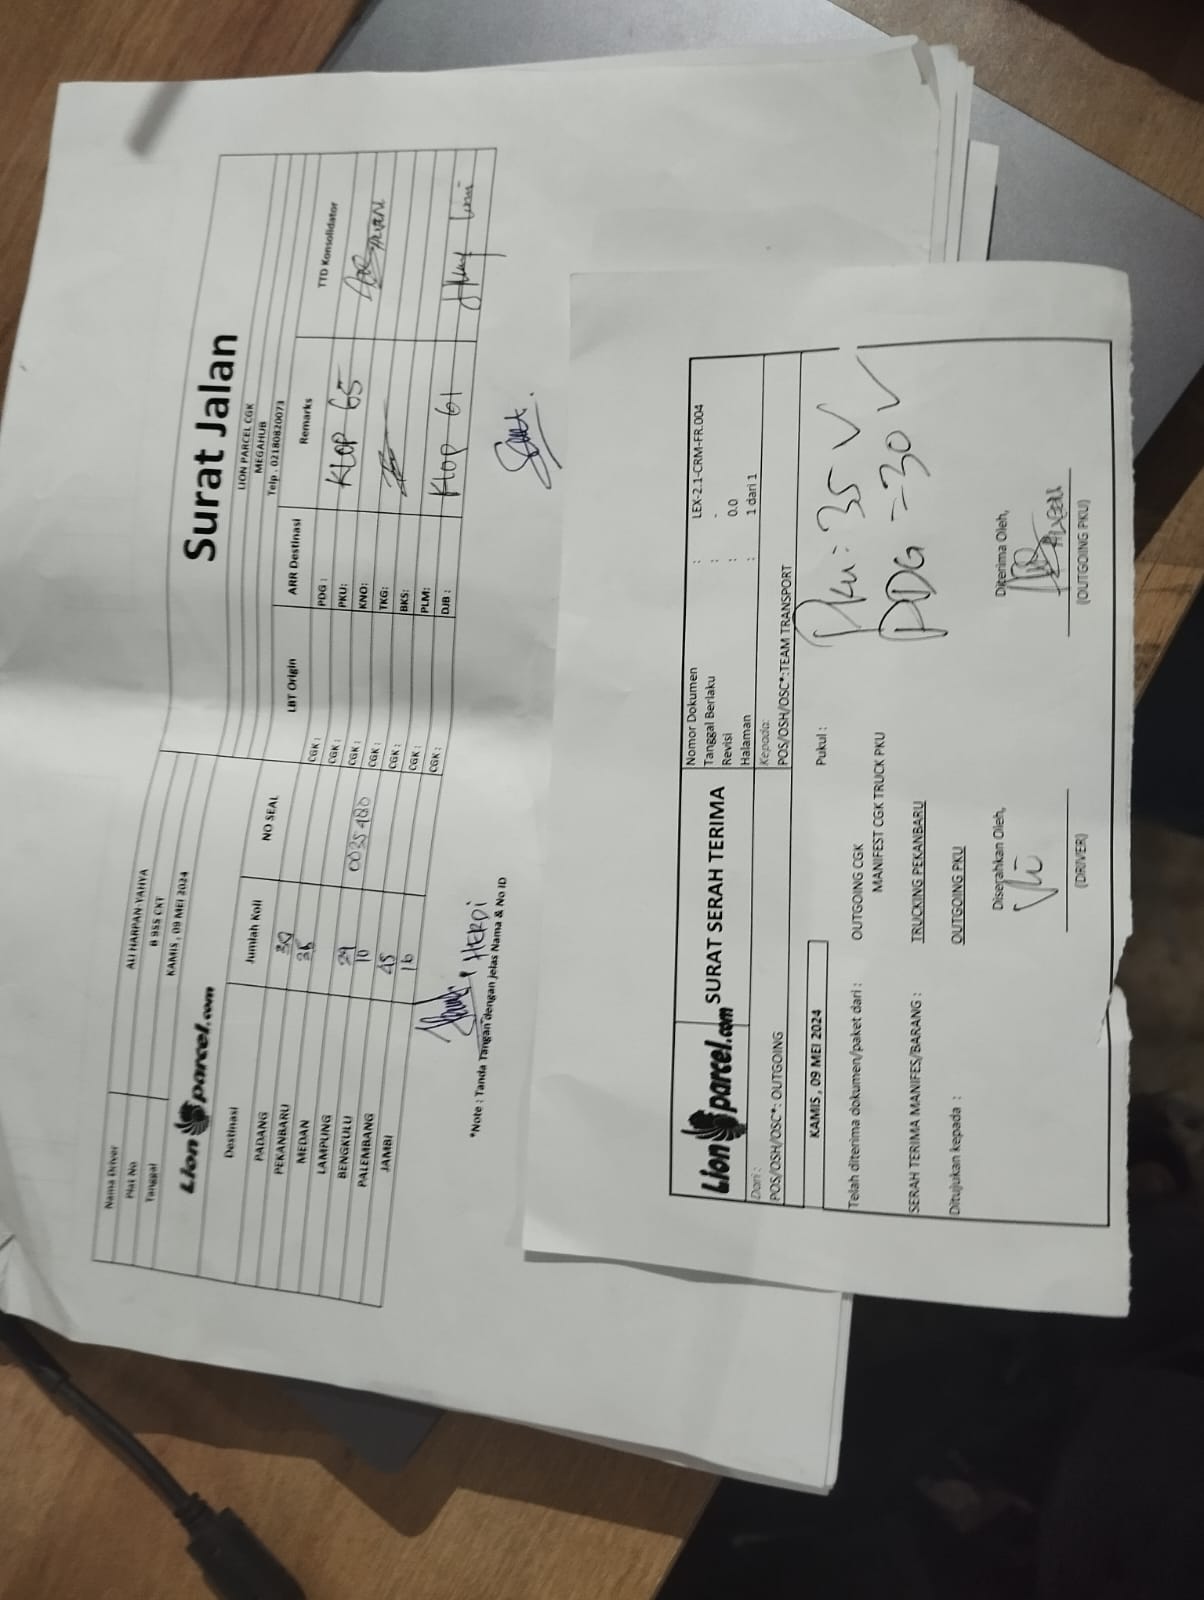 Surat Jalan
LION PARCEL CGK
MEGAHUB
Telp . 02180820073
Nama Driver ALI HARPAN-YAHYA
Plat No B 955 CXT
Tanggal KAMIS , 09 MEI 2024
Lion parcel.com
Destinasi Jumlah Koli NO SEAL LBT Origin ARR Destinasi Remarks TTD Konsolidator
PADANG 30 CGK : PDG :
PEKANBARU 35 CGK : PKU: KLOP 65
MEDAN CGK : KNO:
LAMPUNG 29 0035480 CGK : TKG:
BENGKULU 10 CGK : BKS:
PALEMBANG 45 CGK : PLM:
JAMBI 16 CGK : DJB : KLOP 61
HERDI
*Note : Tanda Tangan dengan Jelas Nama & No ID
Lion parcel.com SURAT SERAH TERIMA
Nomor Dokumen : LEX-2.1-CRM-FR.004
Tanggal Berlaku : -
Revisi : 0.0
Halaman : 1 dari 1
Dari : Kepada:
POS/OSH/OSC*: OUTGOING POS/OSH/OSC*:TEAM TRANSPORT
KAMIS , 09 MEI 2024 Pukul :
PKU : 35 V
PDG = 30 V
Telah diterima dokumen/paket dari : OUTGOING CGK
MANIFEST CGK TRUCK PKU
SERAH TERIMA MANIFES/BARANG : TRUCKING PEKANBARU
Ditujukan kepada : OUTGOING PKU
Diserahkan Oleh, Diterima Oleh,
(DRIVER) (OUTGOING PKU)